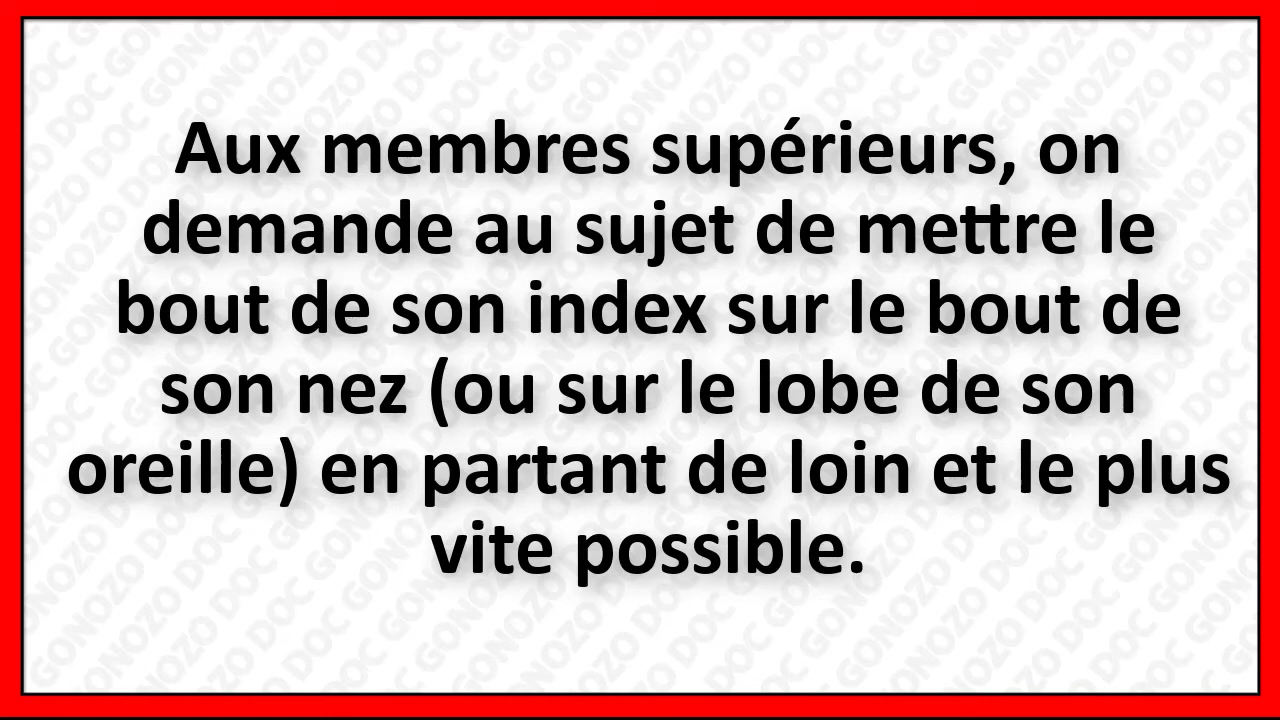 Aux membres supérieurs, on
demande au sujet de mettre le
bout de son index sur le bout de
son nez (ou sur le lobe de son
oreille) en partant de loin et le plus
vite possible.